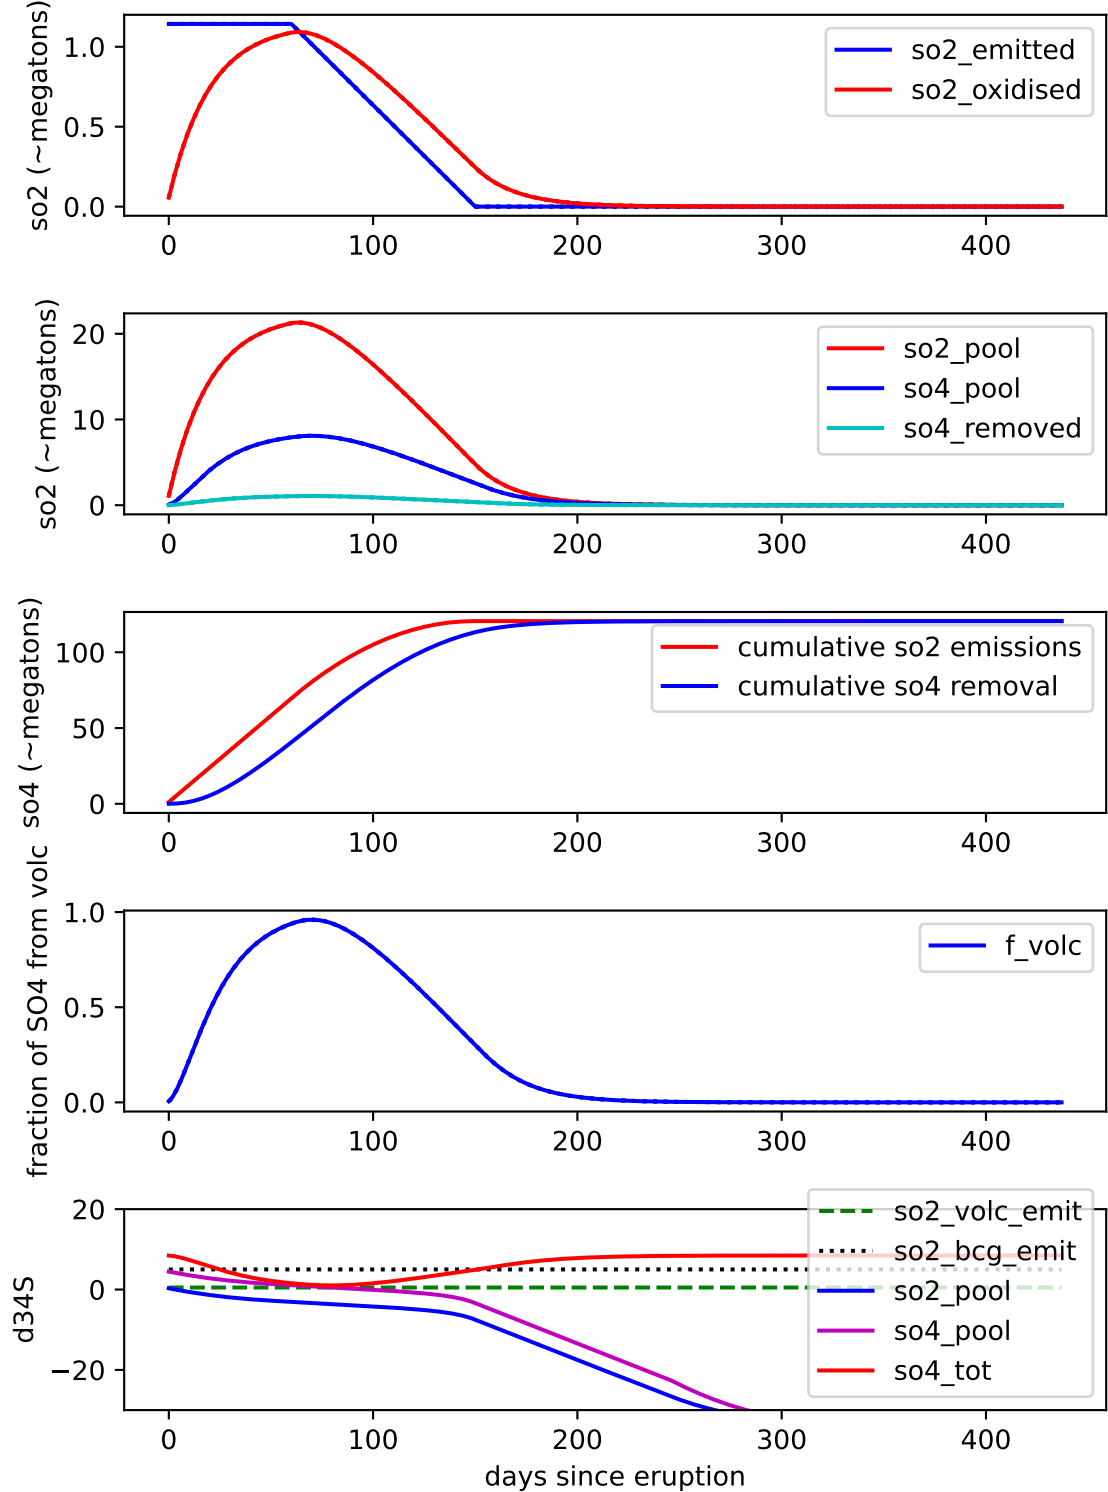 so2 (~megatons)
1.0
0.5
0.0
so2_emitted
so2_oxidised
0 100 200 300 400
so2 (~megatons)
20
10
0
so2_pool
so4_pool
so4_removed
0 100 200 300 400
so4 (~megatons)
100
50
0
cumulative so2 emissions
cumulative so4 removal
0 100 200 300 400
fraction of SO4 from volc
1.0
0.5
0.0
f_volc
0 100 200 300 400
d34S
20
0
−20
so2_volc_emit
so2_bcg_emit
so2_pool
so4_pool
so4_tot
0 100 200 300 400
days since eruption